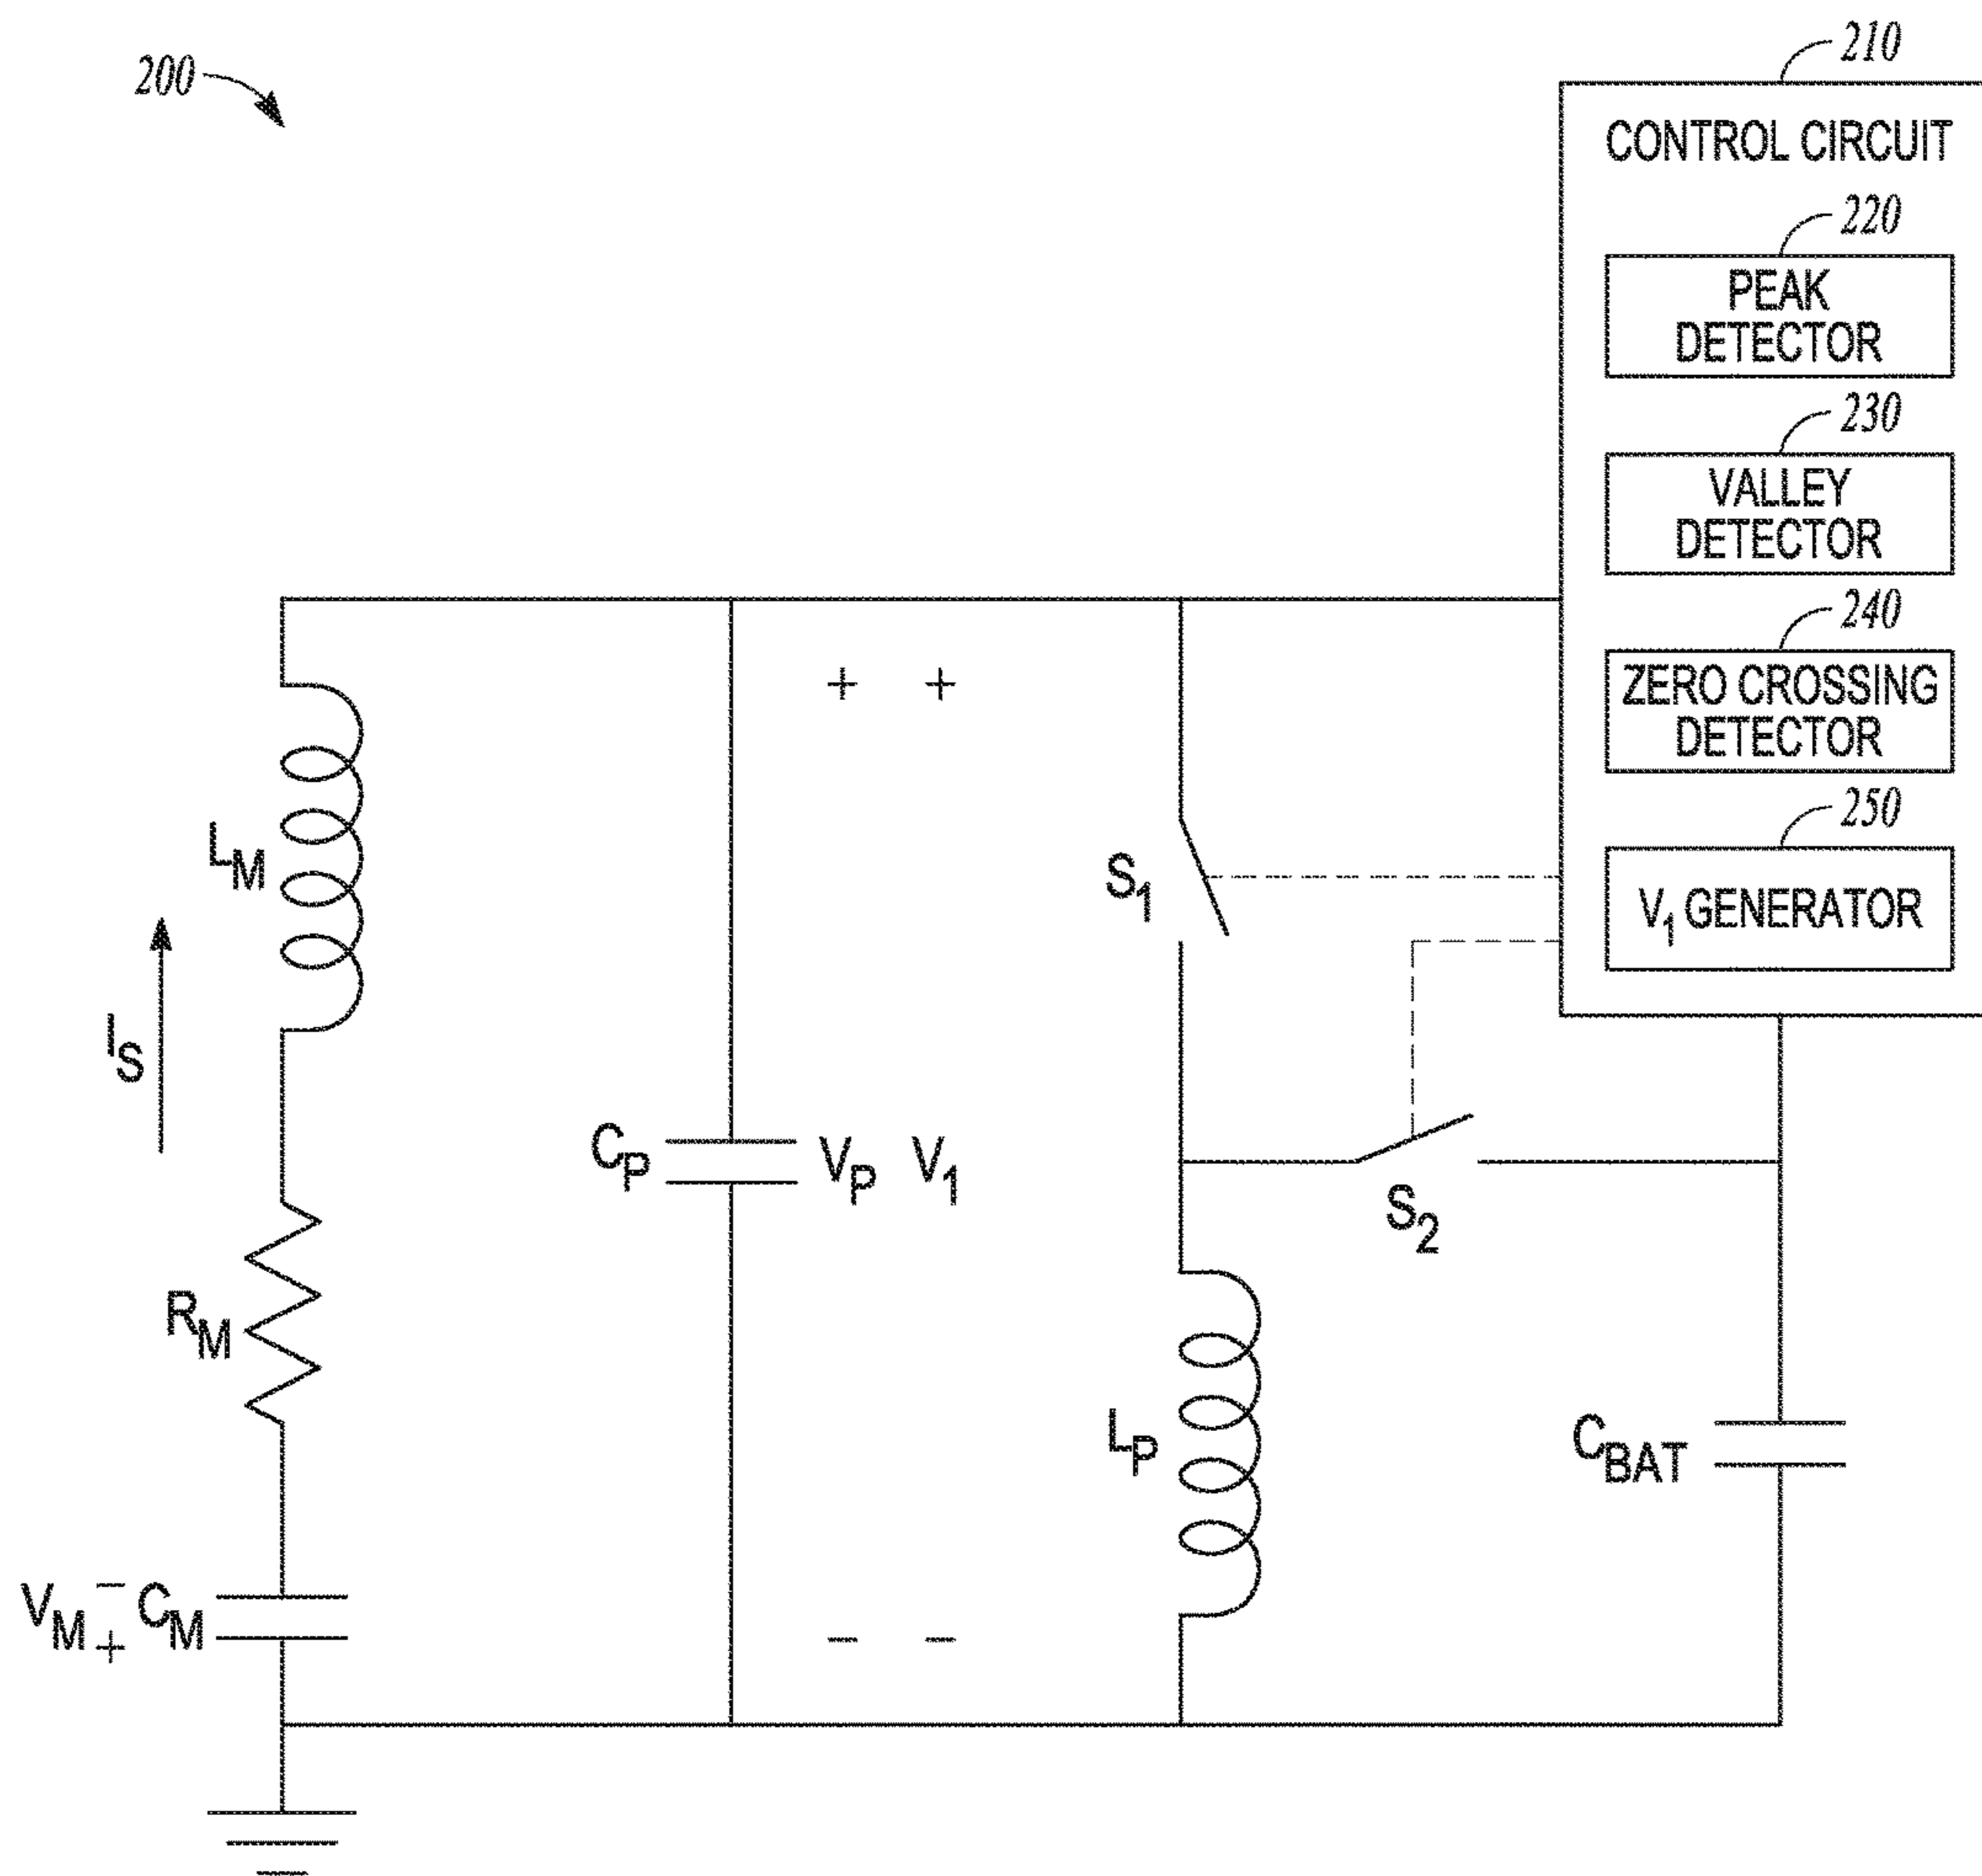 200
210
CONTROL CIRCUIT
220
PEAK
DETECTOR
230
VALLEY
DETECTOR
240
ZERO CROSSING
DETECTOR
250
V1 GENERATOR
+ +
LM
S1
IS
CP
VP V1
S2
RM
LP
CBAT
VM
−
+
CM
− −